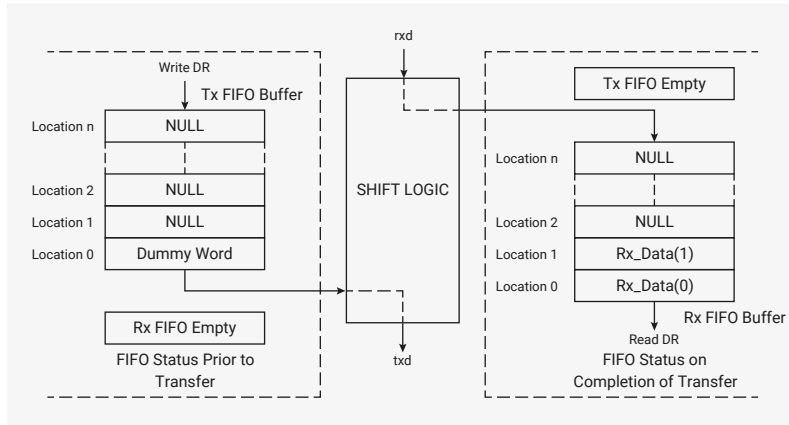 rxd
Write DR
Tx FIFO Buffer
Location n
NULL
Location 2
NULL
Location 1
NULL
Location 0
Dummy Word
Rx FIFO Empty
FIFO Status Prior to
Transfer
SHIFT LOGIC
txd
Tx FIFO Empty
Location n
NULL
Location 2
NULL
Location 1
Rx_Data(1)
Location 0
Rx_Data(0)
Rx FIFO Buffer
Read DR
FIFO Status on
Completion of Transfer